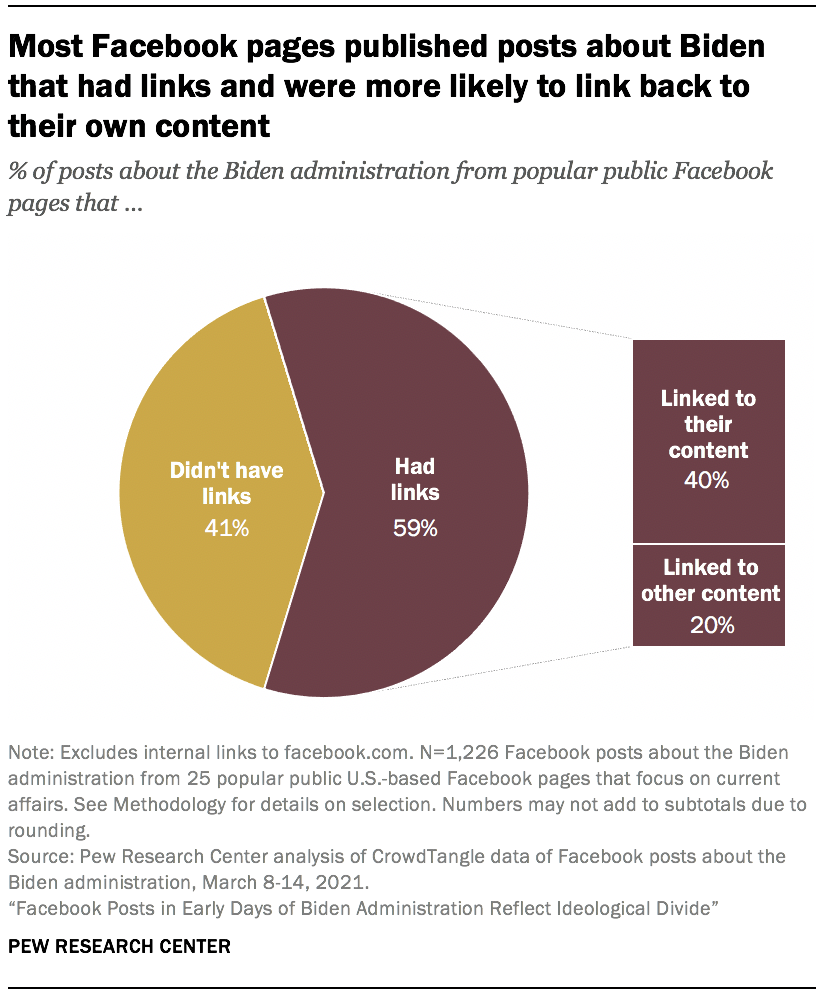 Most Facebook pages published posts about Biden
that had links and were more likely to link back to
their own content
% of posts about the Biden administration from popular public Facebook
pages that ...
Didn't have
links
41%
Had
links
59%
Linked to
their
content
40%
Linked to
other content
20%
Note: Excludes internal links to facebook.com. N=1,226 Facebook posts about the Biden
administration from 25 popular public U.S.-based Facebook pages that focus on current
affairs. See Methodology for details on selection. Numbers may not add to subtotals due to
rounding.
Source: Pew Research Center analysis of CrowdTangle data of Facebook posts about the
Biden administration, March 8-14, 2021.
“Facebook Posts in Early Days of Biden Administration Reflect Ideological Divide”
PEW RESEARCH CENTER